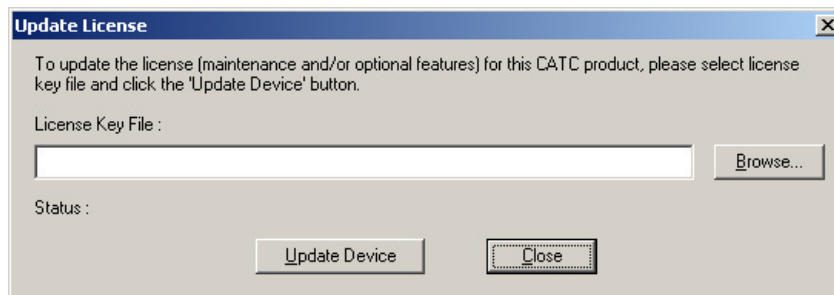 Update License
To update the license (maintenance and/or optional features) for this CATC product, please select license
key file and click the 'Update Device' button.
License Key File :
Browse...
Status :
Update Device
Close